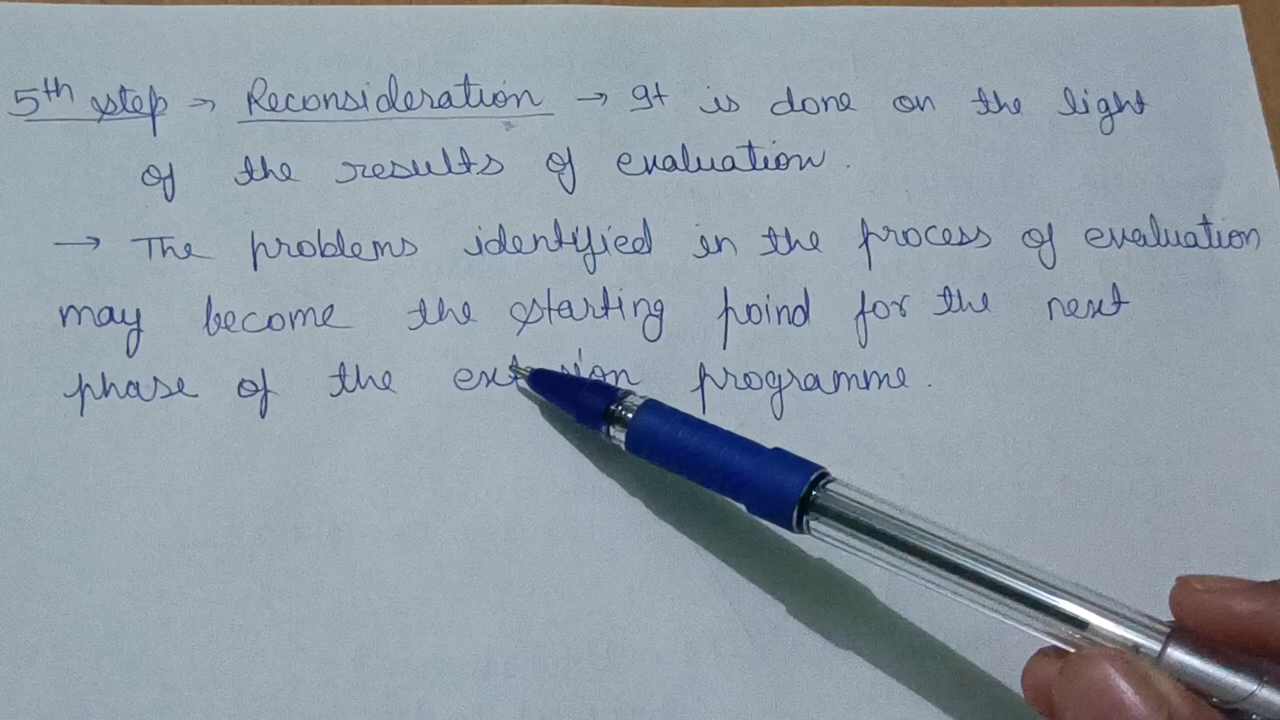 5th step → Reconsideration → It is done on the light
of the results of evaluation.
→ The problems identified in the process of evaluation
may become the starting poind for the next
phase of the programme.